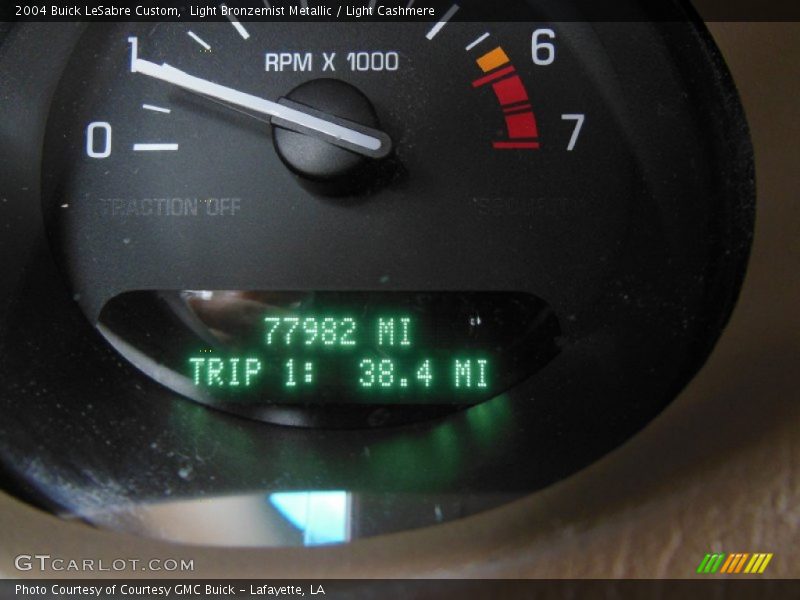 2004 Buick LeSabre Custom,  Light Bronzemist Metallic / Light Cashmere
1
RPM X 1000
6
0
7
TRACTION OFF
SECURITY
77982 MI
TRIP 1:  38.4 MI
GTCARLOT.COM
Photo Courtesy of Courtesy GMC Buick - Lafayette, LA